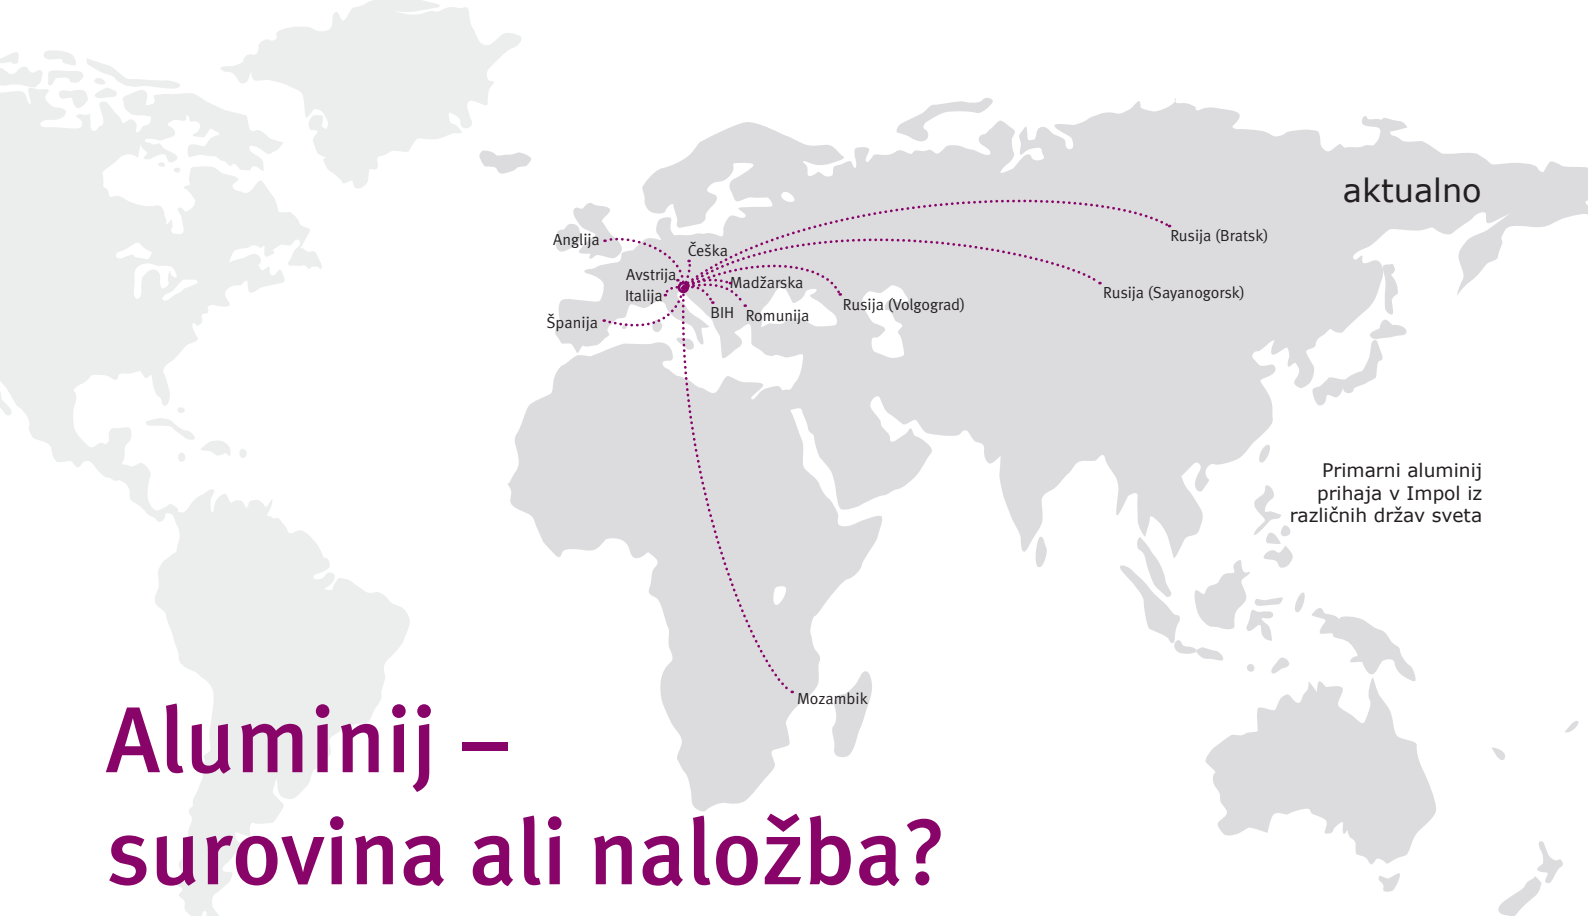 aktualno
Anglija
Češka
Avstrija
Italija
Madžarska
Španija
BIH
Romunija
Rusija (Volgograd)
Rusija (Bratsk)
Rusija (Sayanogorsk)
Mozambik
Primarni aluminij
prihaja v Impol iz
različnih držav sveta
Aluminij –
surovina ali naložba?